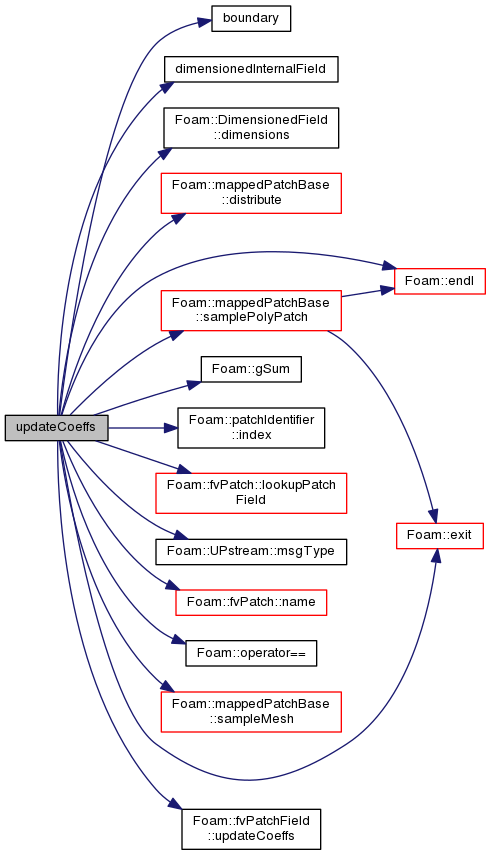 boundary
dimensionedInternalField
Foam::DimensionedField
::dimensions
Foam::mappedPatchBase
::distribute
Foam::endl
Foam::mappedPatchBase
::samplePolyPatch
Foam::gSum
updateCoeffs
Foam::patchIdentifier
::index
Foam::fvPatch::lookupPatch
Field
Foam::exit
Foam::UPstream::msgType
Foam::fvPatch::name
Foam::operator==
Foam::mappedPatchBase
::sampleMesh
Foam::fvPatchField
::updateCoeffs